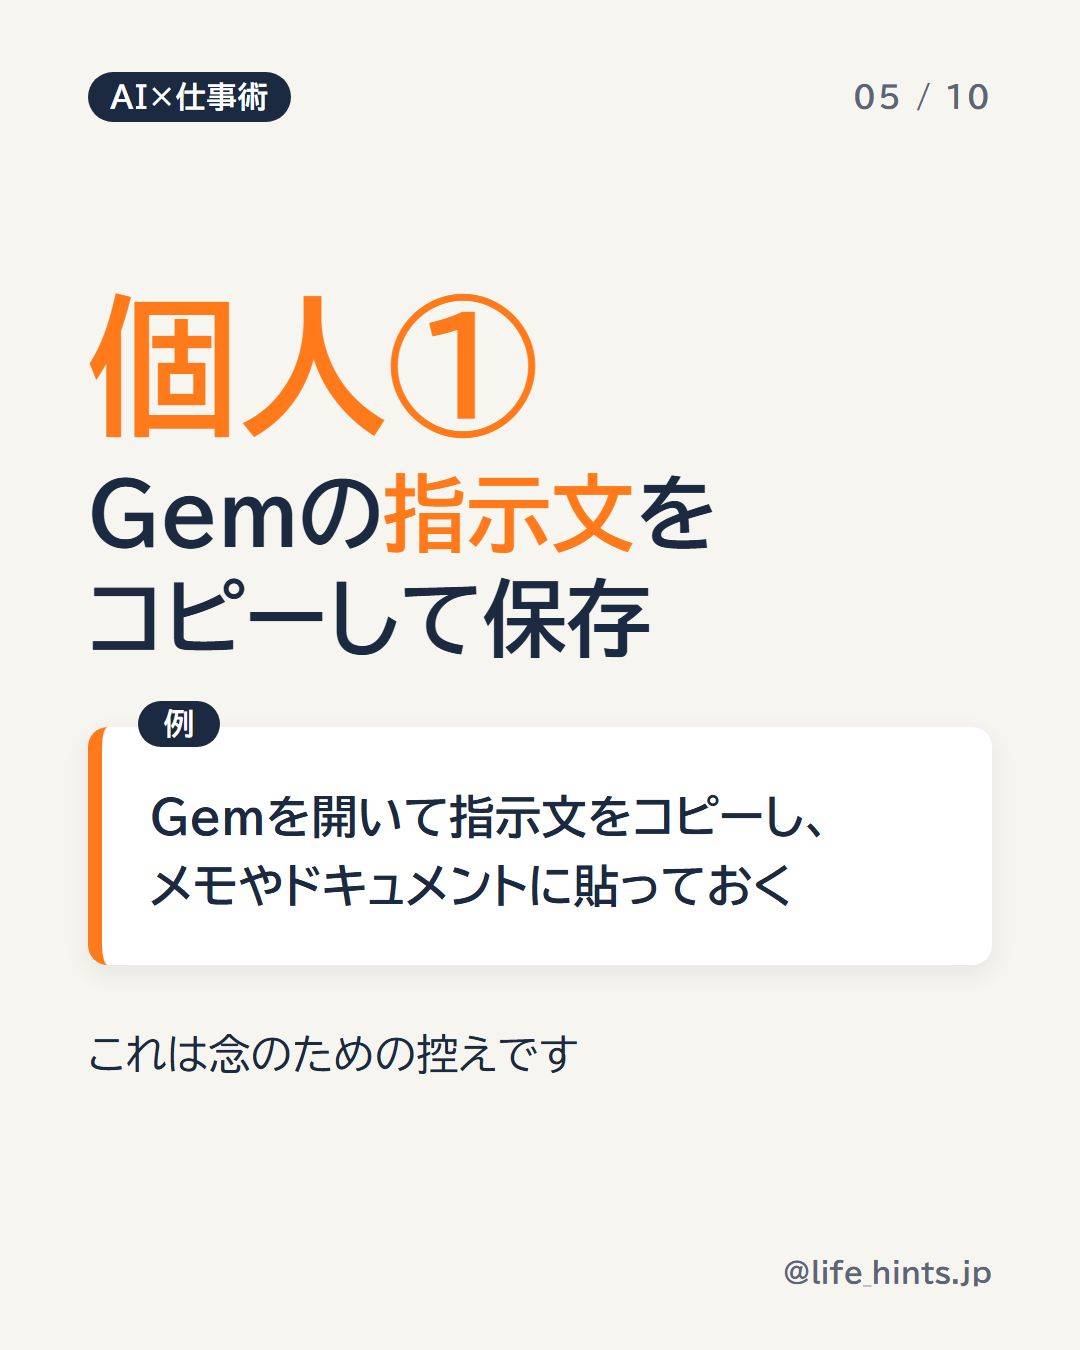 AI×仕事術
05 / 10
個人①
Gemの指示文を
コピーして保存
例
Gemを開いて指示文をコピーし、
メモやドキュメントに貼っておく
これは念のための控えです
@life_hints.jp